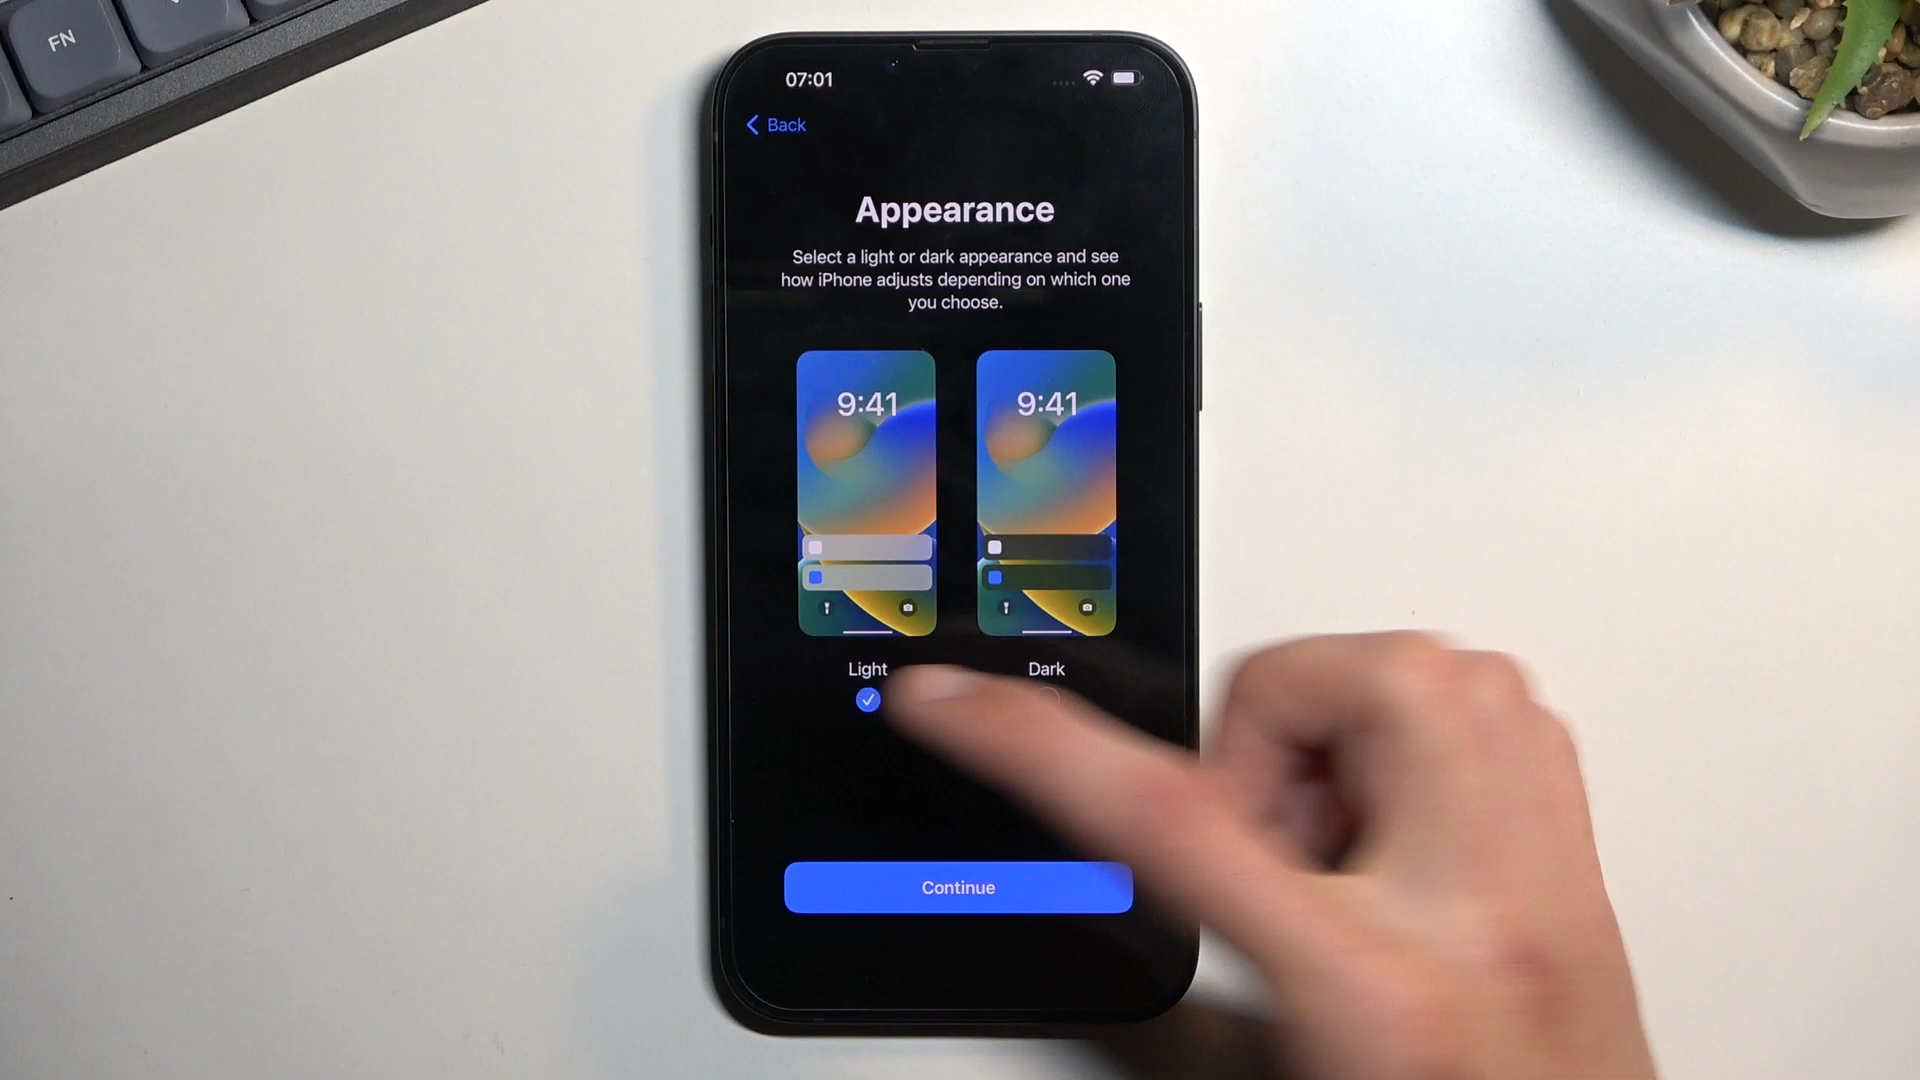 FN
07:01
Back
Appearance
Select a light or dark appearance and see
how iPhone adjusts depending on which one
you choose.
9:41
9:41
Light
Dark
Continue